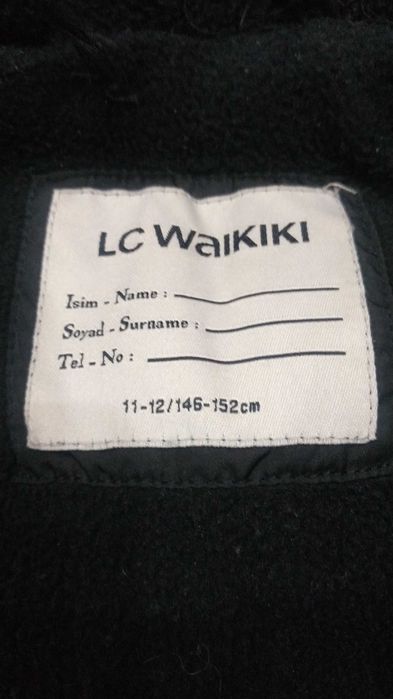 LC WaiKIKI
Isim - Name :
Soyad - Surname :
Tel - No :
11-12/146-152cm